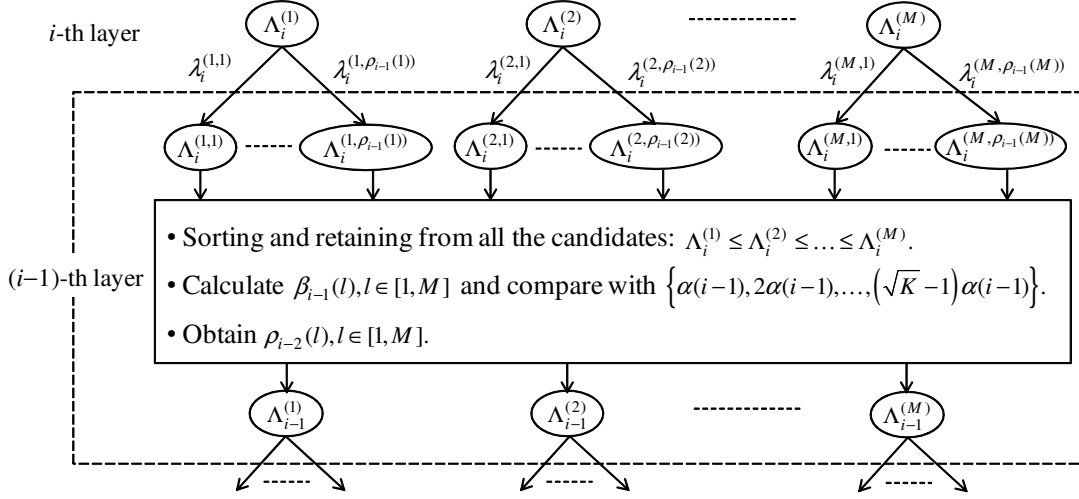 i-th layer
Λ_i^{(1)} Λ_i^{(2)} Λ_i^{(M)}
λ_i^{(1,1)} λ_i^{(1,ρ_{i−1}(1))} λ_i^{(2,1)} λ_i^{(2,ρ_{i−1}(2))} λ_i^{(M,1)} λ_i^{(M,ρ_{i−1}(M))}
Λ_i^{(1,1)} Λ_i^{(1,ρ_{i−1}(1))} Λ_i^{(2,1)} Λ_i^{(2,ρ_{i−1}(2))} Λ_i^{(M,1)} Λ_i^{(M,ρ_{i−1}(M))}
(i−1)-th layer
• Sorting and retaining from all the candidates: Λ_i^{(1)} ≤ Λ_i^{(2)} ≤ … ≤ Λ_i^{(M)}.
• Calculate β_{i−1}(l), l ∈ [1, M] and compare with {α(i−1), 2α(i−1), …, (√K −1)α(i−1)}.
• Obtain ρ_{i−2}(l), l ∈ [1, M].
Λ_{i−1}^{(1)} Λ_{i−1}^{(2)} Λ_{i−1}^{(M)}